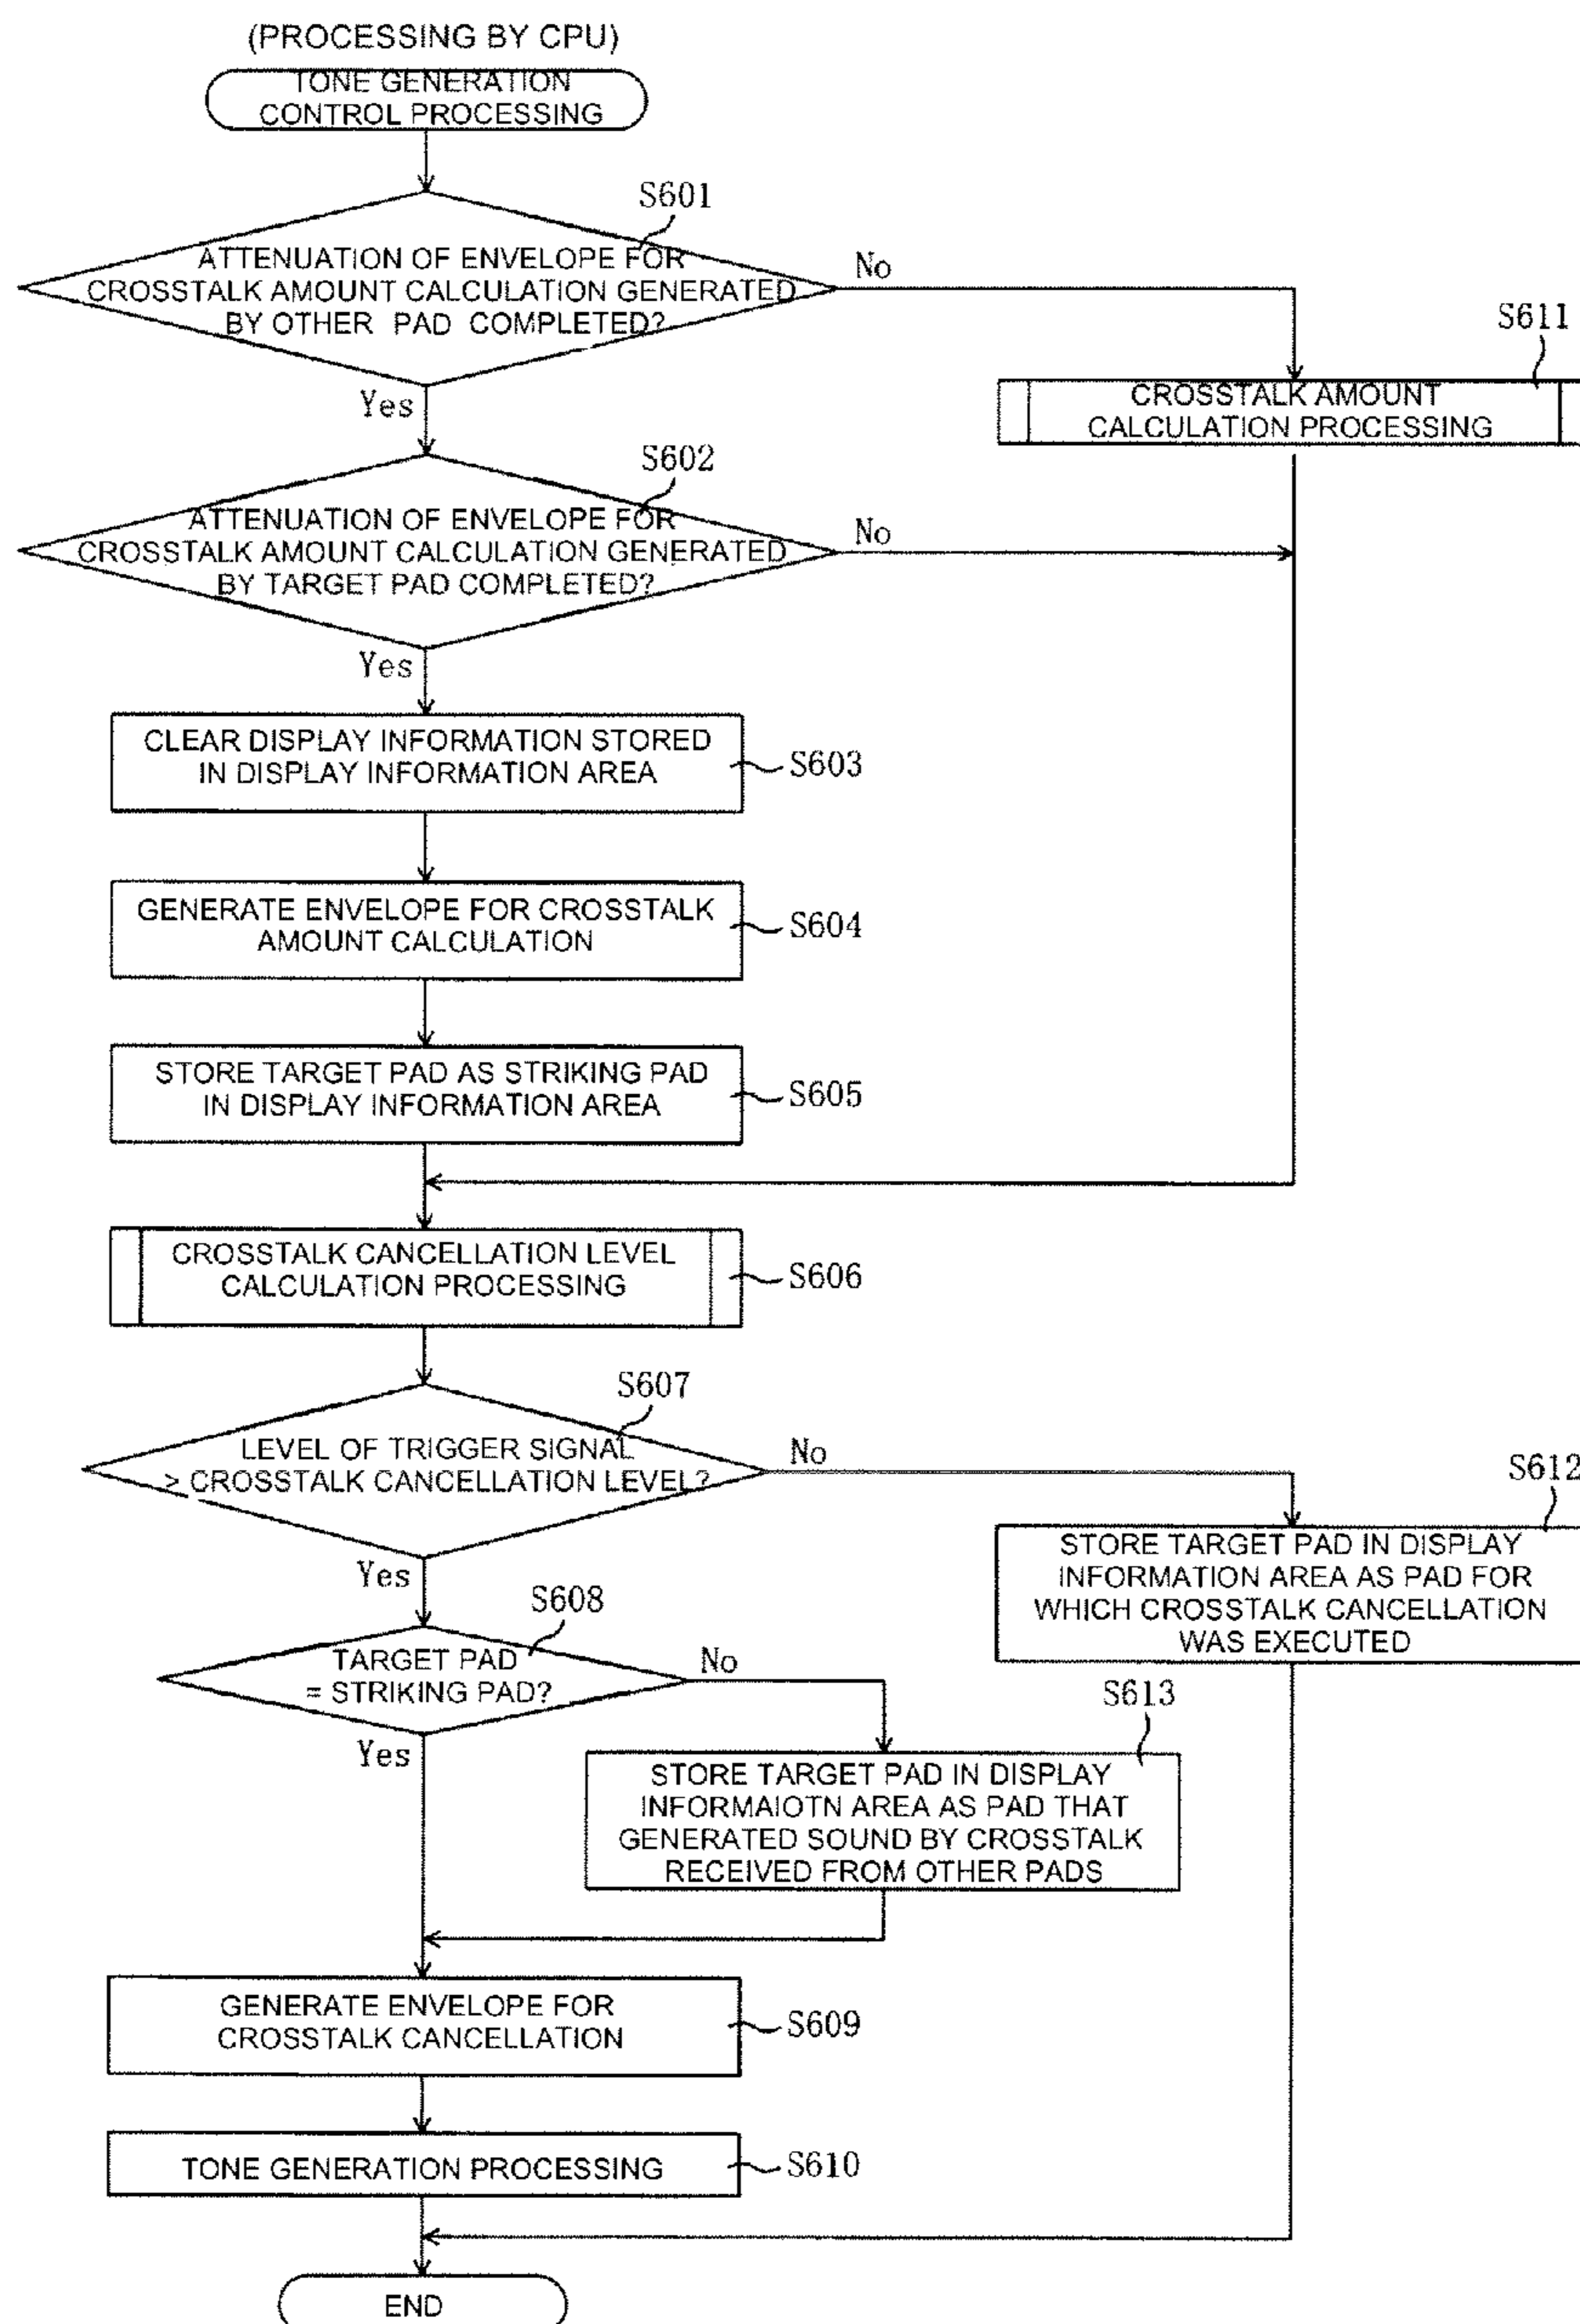 (PROCESSING BY CPU)
TONE GENERATION
CONTROL PROCESSING
S601
ATTENUATION OF ENVELOPE FOR
CROSSTALK AMOUNT CALCULATION GENERATED
BY OTHER PAD COMPLETED?
No
Yes
S611
CROSSTALK AMOUNT
CALCULATION PROCESSING
S602
ATTENUATION OF ENVELOPE FOR
CROSSTALK AMOUNT CALCULATION GENERATED
BY TARGET PAD COMPLETED?
No
Yes
CLEAR DISPLAY INFORMATION STORED
IN DISPLAY INFORMATION AREA
S603
GENERATE ENVELOPE FOR CROSSTALK
AMOUNT CALCULATION
S604
STORE TARGET PAD AS STRIKING PAD
IN DISPLAY INFORMATION AREA
S605
CROSSTALK CANCELLATION LEVEL
CALCULATION PROCESSING
S606
S607
LEVEL OF TRIGGER SIGNAL
> CROSSTALK CANCELLATION LEVEL?
No
Yes
S612
STORE TARGET PAD IN DISPLAY
INFORMATION AREA AS PAD FOR
WHICH CROSSTALK CANCELLATION
WAS EXECUTED
S608
TARGET PAD
= STRIKING PAD?
No
Yes
S613
STORE TARGET PAD IN DISPLAY
INFORMAIOTN AREA AS PAD THAT
GENERATED SOUND BY CROSSTALK
RECEIVED FROM OTHER PADS
GENERATE ENVELOPE FOR
CROSSTALK CANCELLATION
S609
TONE GENERATION PROCESSING
S610
END